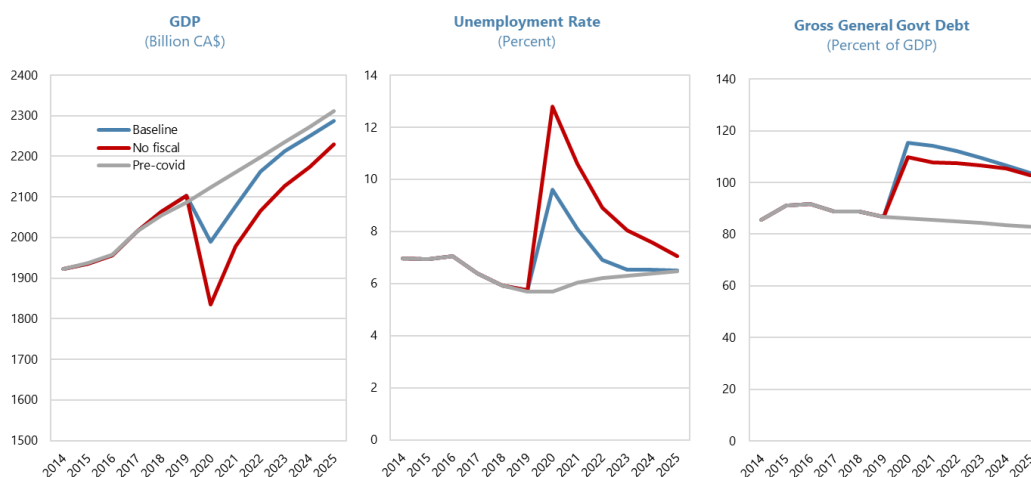 GDP
(Billion CA$)
2400
2300
2200
2100
2000
1900
1800
1700
1600
1500
Baseline
No fiscal
Pre-covid
2014 2015 2016 2017 2018 2019 2020 2021 2022 2023 2024 2025
Unemployment Rate
(Percent)
14
12
10
8
6
4
2
0
2014 2015 2016 2017 2018 2019 2020 2021 2022 2023 2024 2025
Gross General Govt Debt
(Percent of GDP)
140
120
100
80
60
40
20
0
2014 2015 2016 2017 2018 2019 2020 2021 2022 2023 2024 2025